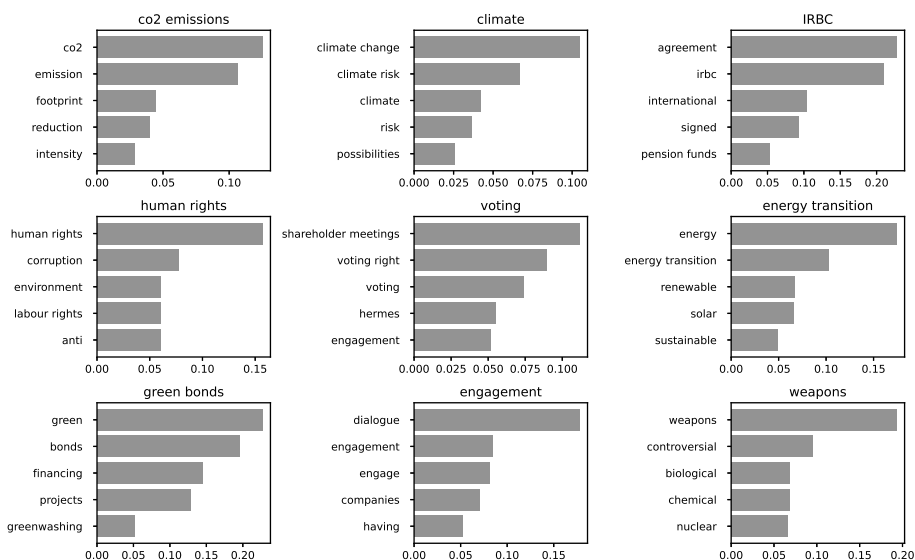 co2 emissions
co2
emission
footprint
reduction
intensity
0.00 0.05 0.10
climate
climate change
climate risk
climate
risk
possibilities
0.000 0.025 0.050 0.075 0.100
IRBC
agreement
irbc
international
signed
pension funds
0.00 0.05 0.10 0.15 0.20
human rights
human rights
corruption
environment
labour rights
anti
0.00 0.05 0.10 0.15
voting
shareholder meetings
voting right
voting
hermes
engagement
0.000 0.025 0.050 0.075 0.100
energy transition
energy
energy transition
renewable
solar
sustainable
0.00 0.05 0.10 0.15
green bonds
green
bonds
financing
projects
greenwashing
0.00 0.05 0.10 0.15 0.20
engagement
dialogue
engagement
engage
companies
having
0.00 0.05 0.10 0.15
weapons
weapons
controversial
biological
chemical
nuclear
0.00 0.05 0.10 0.15 0.20